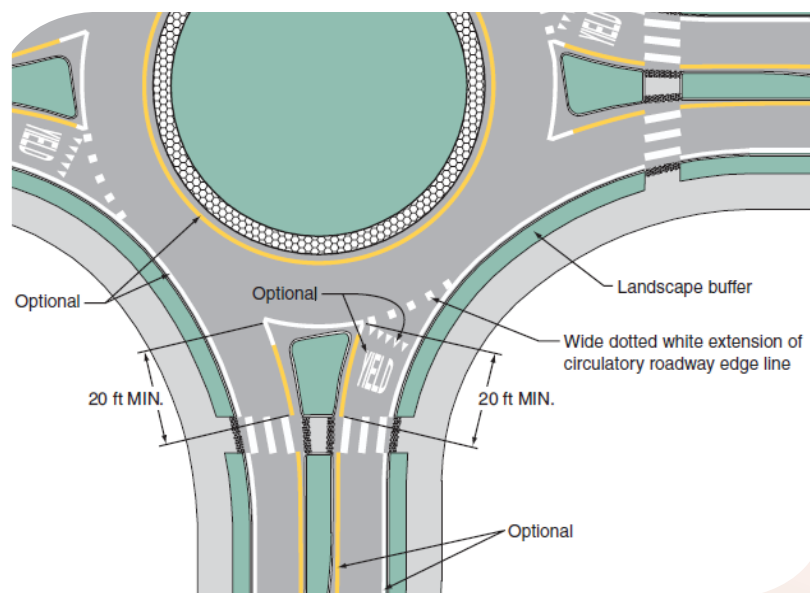 YIELD
YIELD
Optional
Optional
Landscape buffer
Wide dotted white extension of
circulatory roadway edge line
YIELD
20 ft MIN.
20 ft MIN.
Optional